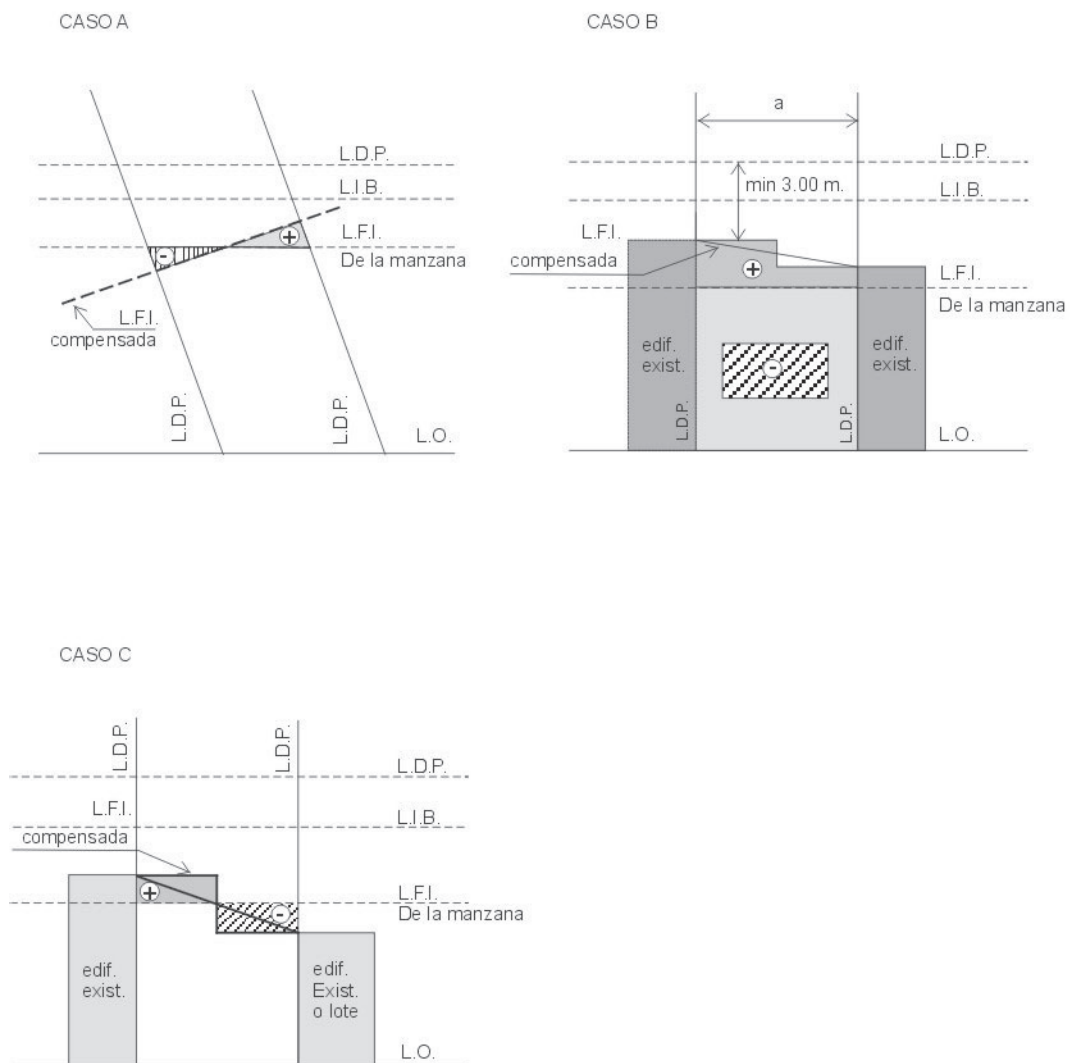 CASO A
L.D.P.
L.I.B.
L.F.I.
De la manzana
+
-
L.F.I.
compensada
L.D.P.
L.D.P.
L.O.
CASO B
a
L.D.P.
min 3.00 m.
L.I.B.
L.F.I.
compensada
+
L.F.I.
De la manzana
edif.
exist.
-
edif.
exist.
L.D.P.
L.D.P.
L.O.
CASO C
L.D.P.
L.D.P.
L.D.P.
L.F.I.
compensada
L.I.B.
+
L.F.I.
De la manzana
-
edif.
exist.
edif.
Exist.
o lote
L.O.